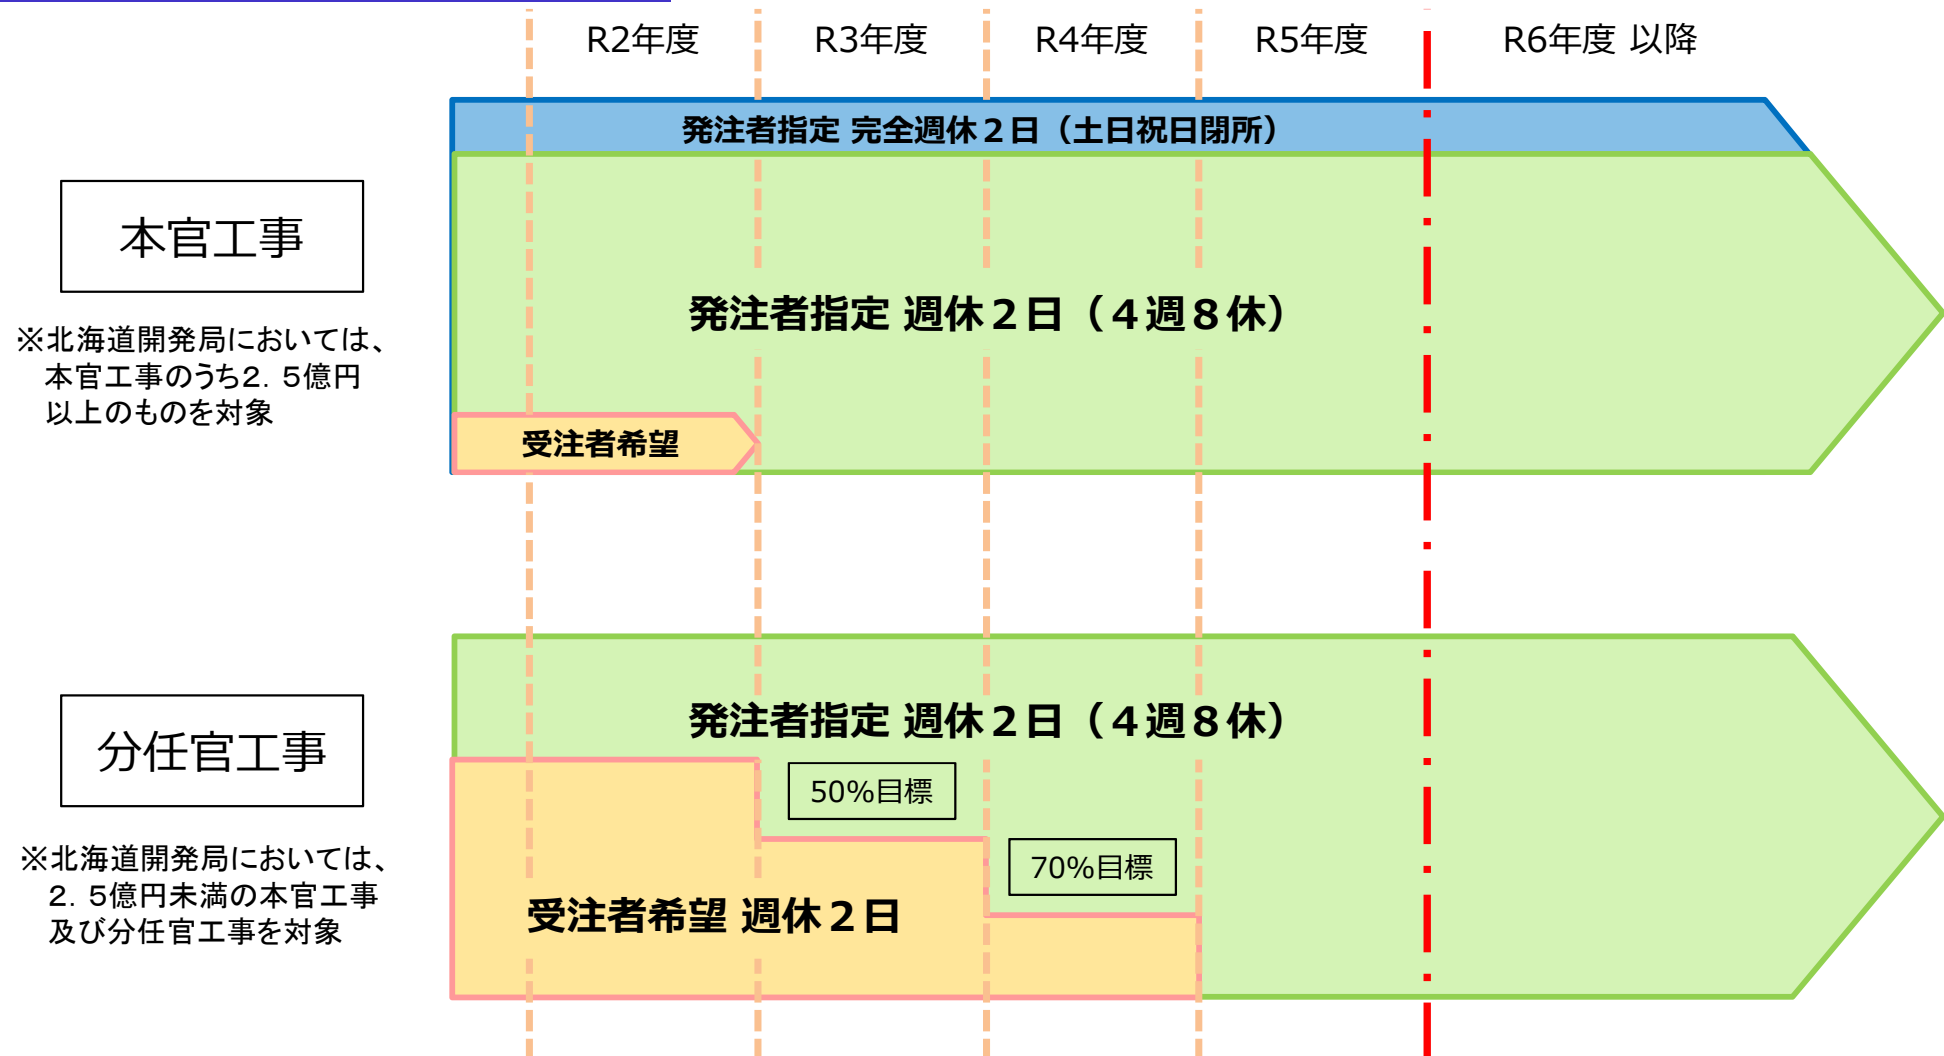 R2年度
R3年度
R4年度
R5年度
R6年度 以降
発注者指定 完全週休２日（土日祝日閉所）
本官工事
※北海道開発局においては、
本官工事のうち２．５億円
以上のものを対象
発注者指定 週休２日（４週８休）
受注者希望
分任官工事
※北海道開発局においては、
２．５億円未満の本官工事
及び分任官工事を対象
発注者指定 週休２日（４週８休）
50%目標
70%目標
受注者希望 週休２日